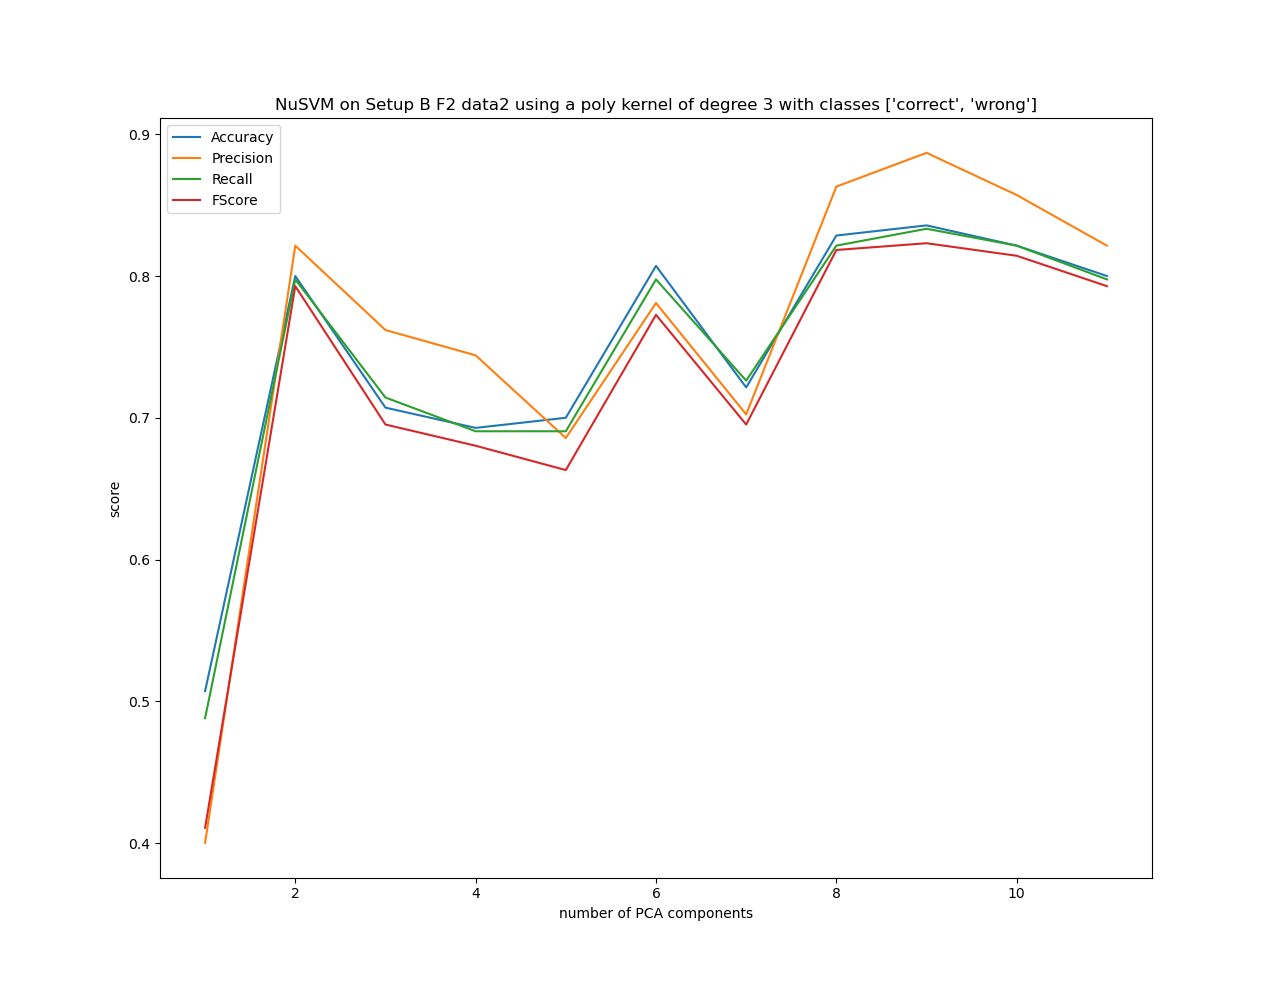 NuSVM on Setup B F2 data2 using a poly kernel of degree 3 with classes ['correct', 'wrong']
Accuracy
Precision
Recall
FScore
0.9
0.8
0.7
0.6
0.5
0.4
score
2 4 6 8 10
number of PCA components